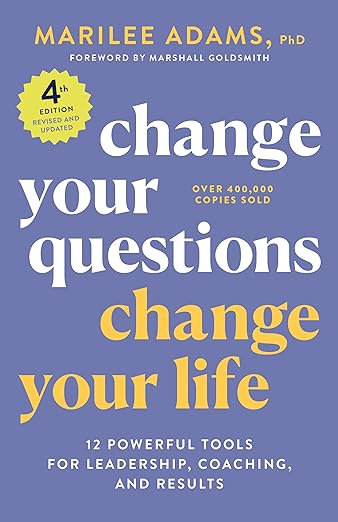 MARILEE ADAMS, PhD
FOREWORD BY MARSHALL GOLDSMITH
4th
EDITION
REVISED AND
UPDATED
change
your
OVER 400,000
COPIES SOLD
questions
change
your life
12 POWERFUL TOOLS
FOR LEADERSHIP, COACHING,
AND RESULTS